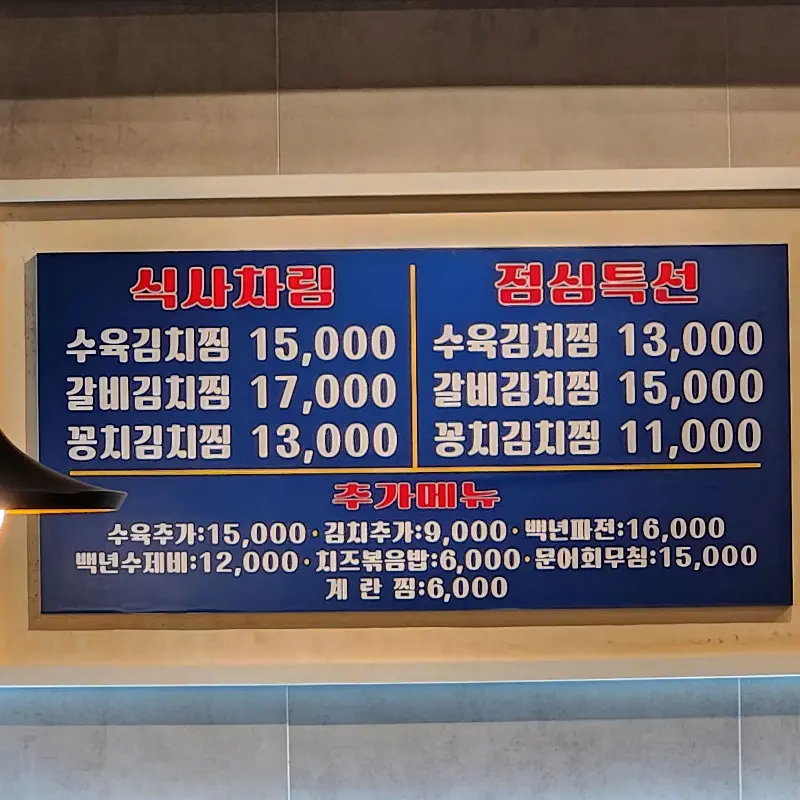 식사차림
수육김치찜 15,000
갈비김치찜 17,000
꽁치김치찜 13,000
점심특선
수육김치찜 13,000
갈비김치찜 15,000
꽁치김치찜 11,000
추가메뉴
수육추가:15,000·김치추가:9,000·백년파전:16,000
백년수제비:12,000·치즈볶음밥:6,000·문어회무침:15,000
계 란 찜:6,000